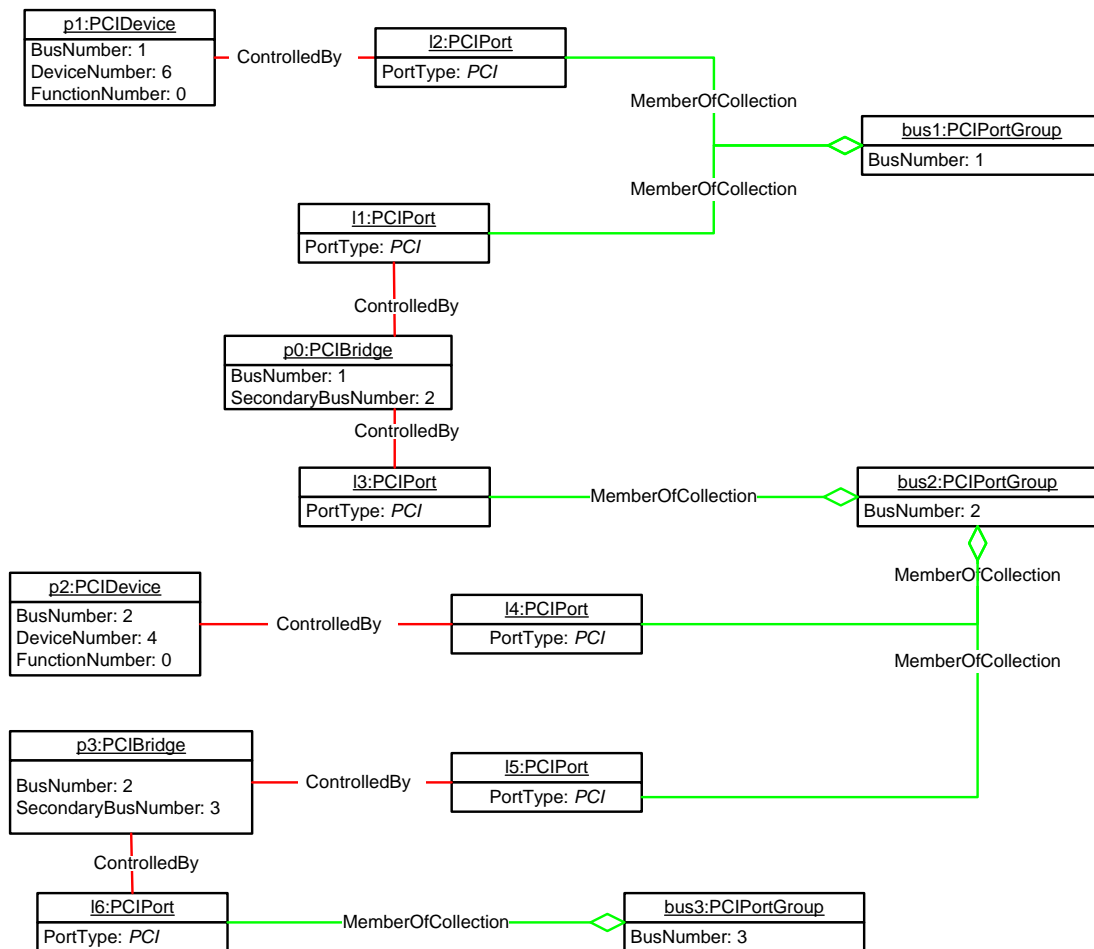 p1:PCIDevice
BusNumber: 1
DeviceNumber: 6
FunctionNumber: 0
ControlledBy
l2:PCIPort
PortType: PCI
MemberOfCollection
bus1:PCIPortGroup
BusNumber: 1
MemberOfCollection
l1:PCIPort
PortType: PCI
ControlledBy
p0:PCIBridge
BusNumber: 1
SecondaryBusNumber: 2
ControlledBy
l3:PCIPort
PortType: PCI
MemberOfCollection
bus2:PCIPortGroup
BusNumber: 2
MemberOfCollection
p2:PCIDevice
BusNumber: 2
DeviceNumber: 4
FunctionNumber: 0
ControlledBy
l4:PCIPort
PortType: PCI
MemberOfCollection
p3:PCIBridge
BusNumber: 2
SecondaryBusNumber: 3
ControlledBy
l5:PCIPort
PortType: PCI
ControlledBy
l6:PCIPort
PortType: PCI
MemberOfCollection
bus3:PCIPortGroup
BusNumber: 3